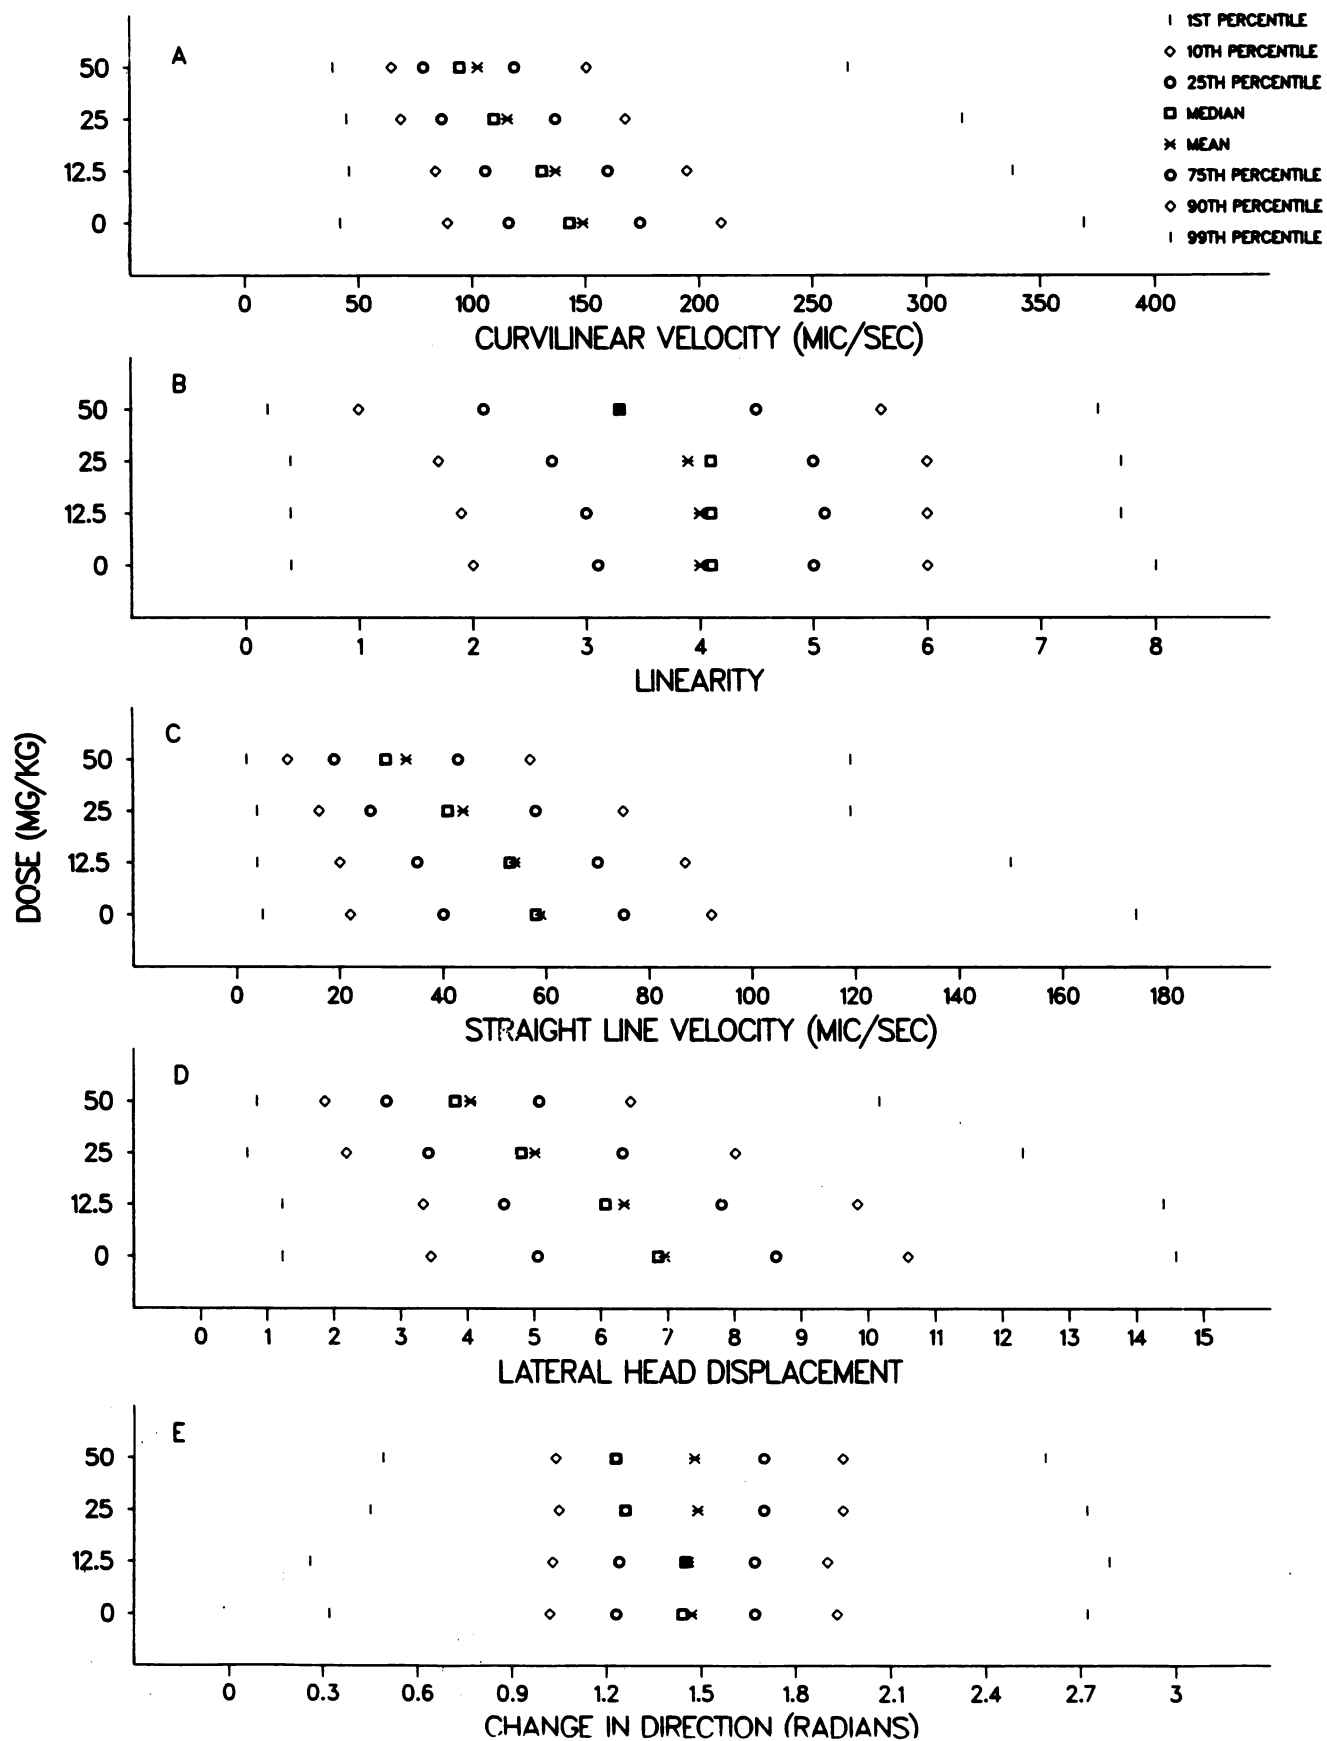 1ST PERCENTILE
10TH PERCENTILE
25TH PERCENTILE
MEDIAN
MEAN
75TH PERCENTILE
90TH PERCENTILE
99TH PERCENTILE
A
50
25
12.5
0
0 50 100 150 200 250 300 350 400
CURVILINEAR VELOCITY (MIC/SEC)
B
50
25
12.5
0
0 1 2 3 4 5 6 7 8
LINEARITY
DOSE (MG/KG)
C
50
25
12.5
0
0 20 40 60 80 100 120 140 160 180
STRAIGHT LINE VELOCITY (MIC/SEC)
D
50
25
12.5
0
0 1 2 3 4 5 6 7 8 9 10 11 12 13 14 15
LATERAL HEAD DISPLACEMENT
E
50
25
12.5
0
0 0.3 0.6 0.9 1.2 1.5 1.8 2.1 2.4 2.7 3
CHANGE IN DIRECTION (RADIANS)